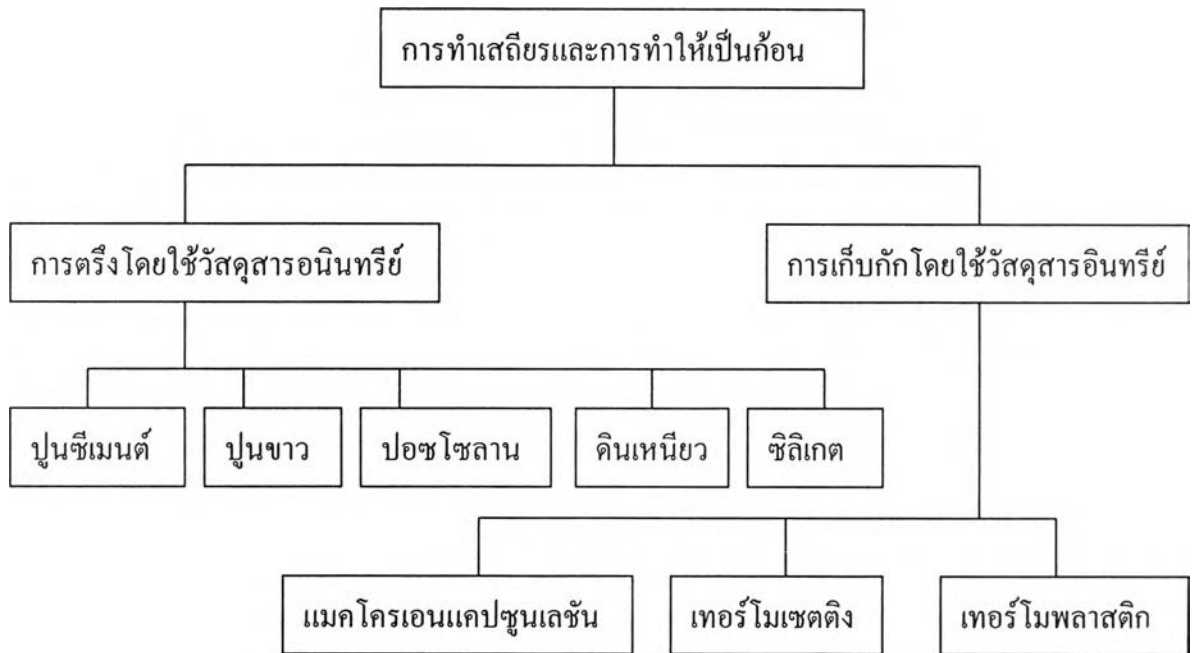 การทำเสถียรและการทำให้เป็นก้อน
การตรึงโดยใช้วัสดุสารอนินทรีย์
การเก็บกักโดยใช้วัสดุสารอินทรีย์
ปูนซีเมนต์
ปูนขาว
ปอซโซลาน
ดินเหนียว
ซิลิเกต
แมคโครเอนแคปซูนเลชัน
เทอร์โมเซตติง
เทอร์โมพลาสติก